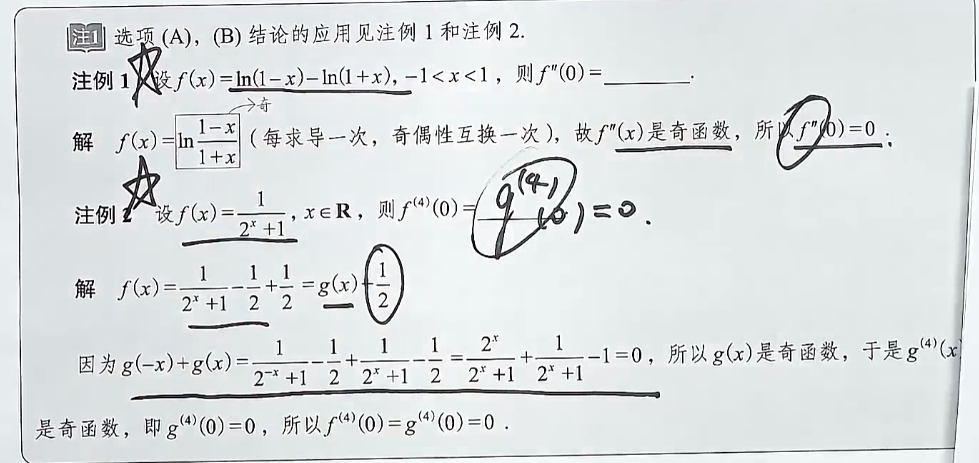 注1 选项 (A), (B) 结论的应用见注例 1 和注例 2.
注例 1 设 f(x)=ln(1-x)-ln(1+x), -1<x<1, 则 f″(0)=______.
→奇
解 f(x)=ln\frac{1-x}{1+x} (每求导一次, 奇偶性互换一次), 故 f″(x) 是奇函数, 所以 f″(0)=0.
注例 2 设 f(x)=\frac{1}{2^x+1}, x∈R, 则 f^{(4)}(0)=______ g^{(4)}(0)=0.
解 f(x)=\frac{1}{2^x+1}-\frac{1}{2}+\frac{1}{2}=g(x)+\frac{1}{2}
因为 g(-x)+g(x)=\frac{1}{2^{-x}+1}-\frac{1}{2}+\frac{1}{2^x+1}-\frac{1}{2}=\frac{2^x}{2^x+1}+\frac{1}{2^x+1}-1=0, 所以 g(x) 是奇函数, 于是 g^{(4)}(x
是奇函数, 即 g^{(4)}(0)=0, 所以 f^{(4)}(0)=g^{(4)}(0)=0.